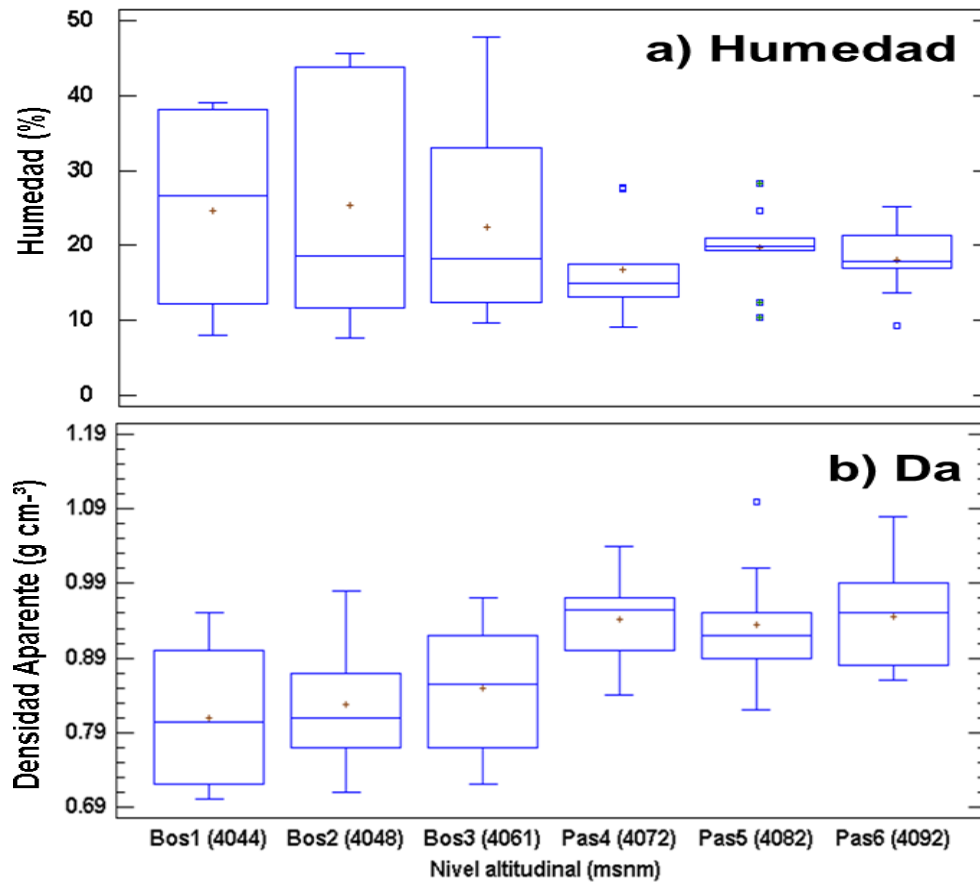 a) Humedad
Humedad (%)
50
40
30
20
10
0
b) Da
Densidad Aparente (g cm-³)
1.19
1.09
0.99
0.89
0.79
0.69
Bos1 (4044) Bos2 (4048) Bos3 (4061) Pas4 (4072) Pas5 (4082) Pas6 (4092)
Nivel altitudinal (msnm)